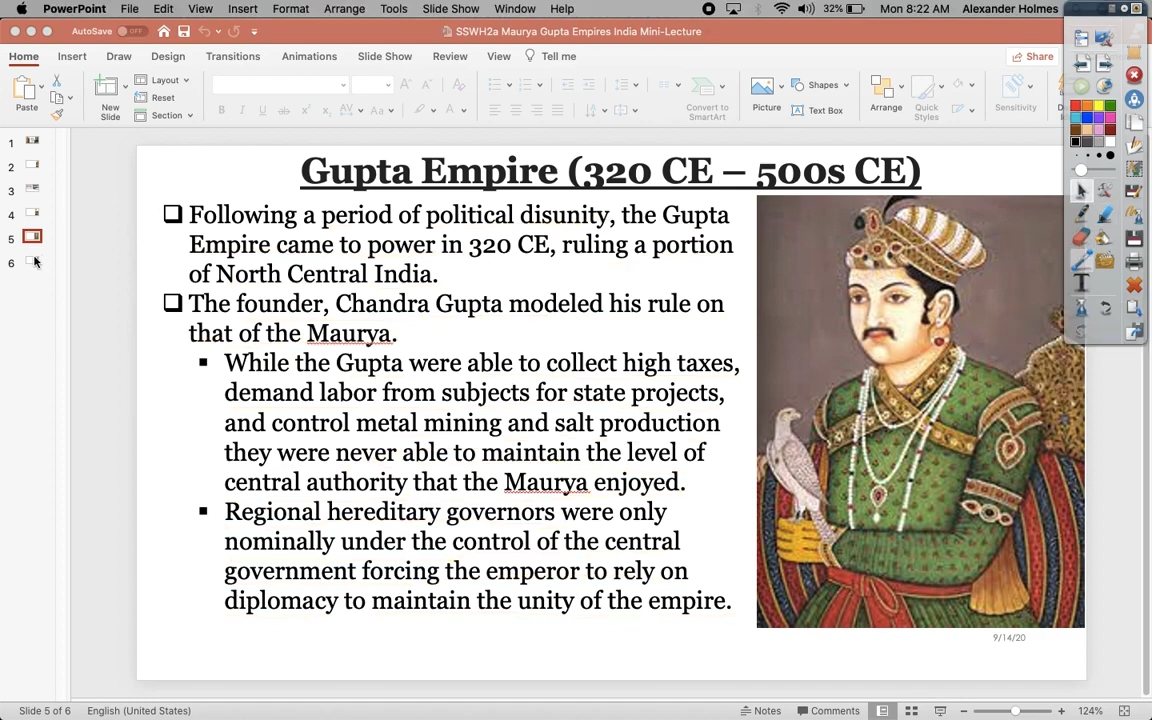 PowerPoint File Edit View Insert Format Arrange Tools Slide Show Window Help 32% Mon 8:22 AM Alexander Holmes
AutoSave OFF SSWH2a Maurya Gupta Empires India Mini-Lecture
Home Insert Draw Design Transitions Animations Slide Show Review View Tell me Share
Paste
New
Slide
Layout
Reset
Section
B I U ab
Convert to
SmartArt
Picture
Shapes
Text Box
Arrange
Quick
Styles
Sensitivity
1
2
3
4
5
6
Gupta Empire (320 CE – 500s CE)
Following a period of political disunity, the Gupta
Empire came to power in 320 CE, ruling a portion
of North Central India.
The founder, Chandra Gupta modeled his rule on
that of the Maurya.
While the Gupta were able to collect high taxes,
demand labor from subjects for state projects,
and control metal mining and salt production
they were never able to maintain the level of
central authority that the Maurya enjoyed.
Regional hereditary governors were only
nominally under the control of the central
government forcing the emperor to rely on
diplomacy to maintain the unity of the empire.
9/14/20
Slide 5 of 6 English (United States) Notes Comments 124%